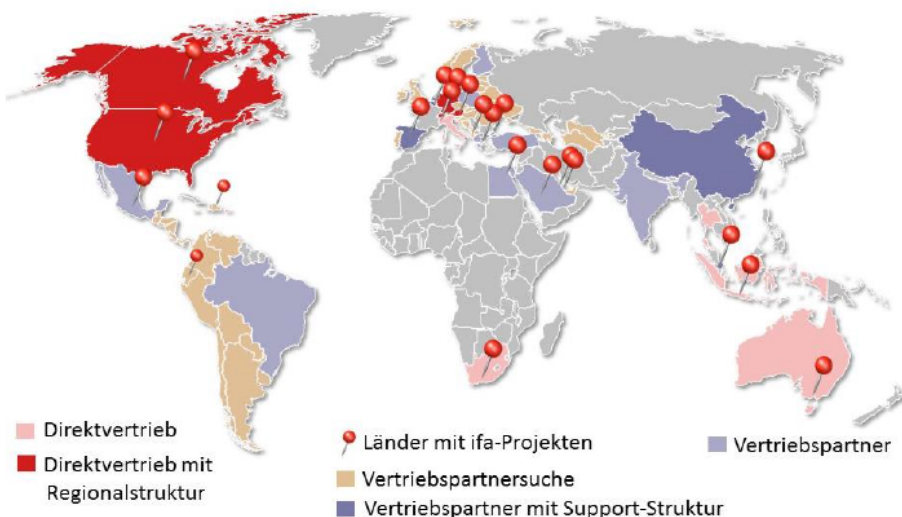 Direktvertrieb
Direktvertrieb mit
Regionalstruktur
Länder mit ifa-Projekten
Vertriebspartnersuche
Vertriebspartner mit Support-Struktur
Vertriebspartner